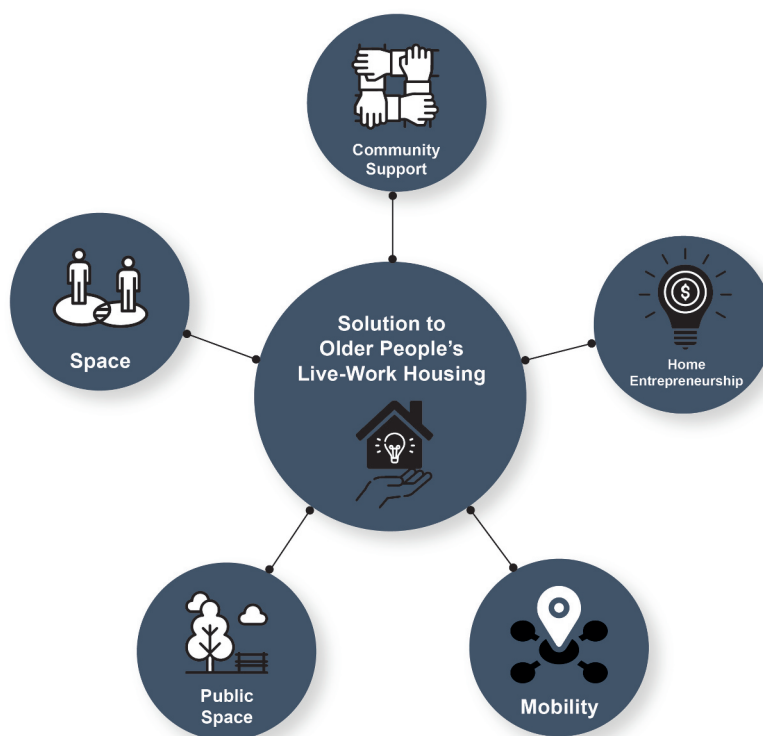 Community
Support
Space
Solution to
Older People's
Live-Work Housing
$
Home
Entrepreneurship
Public
Space
Mobility